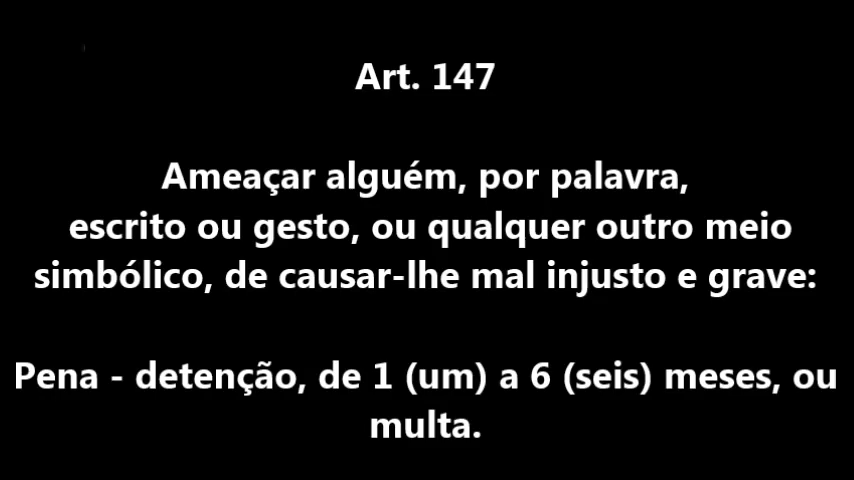 Art. 147
Ameaçar alguém, por palavra,
escrito ou gesto, ou qualquer outro meio
simbólico, de causar-lhe mal injusto e grave:
Pena - detenção, de 1 (um) a 6 (seis) meses, ou
multa.